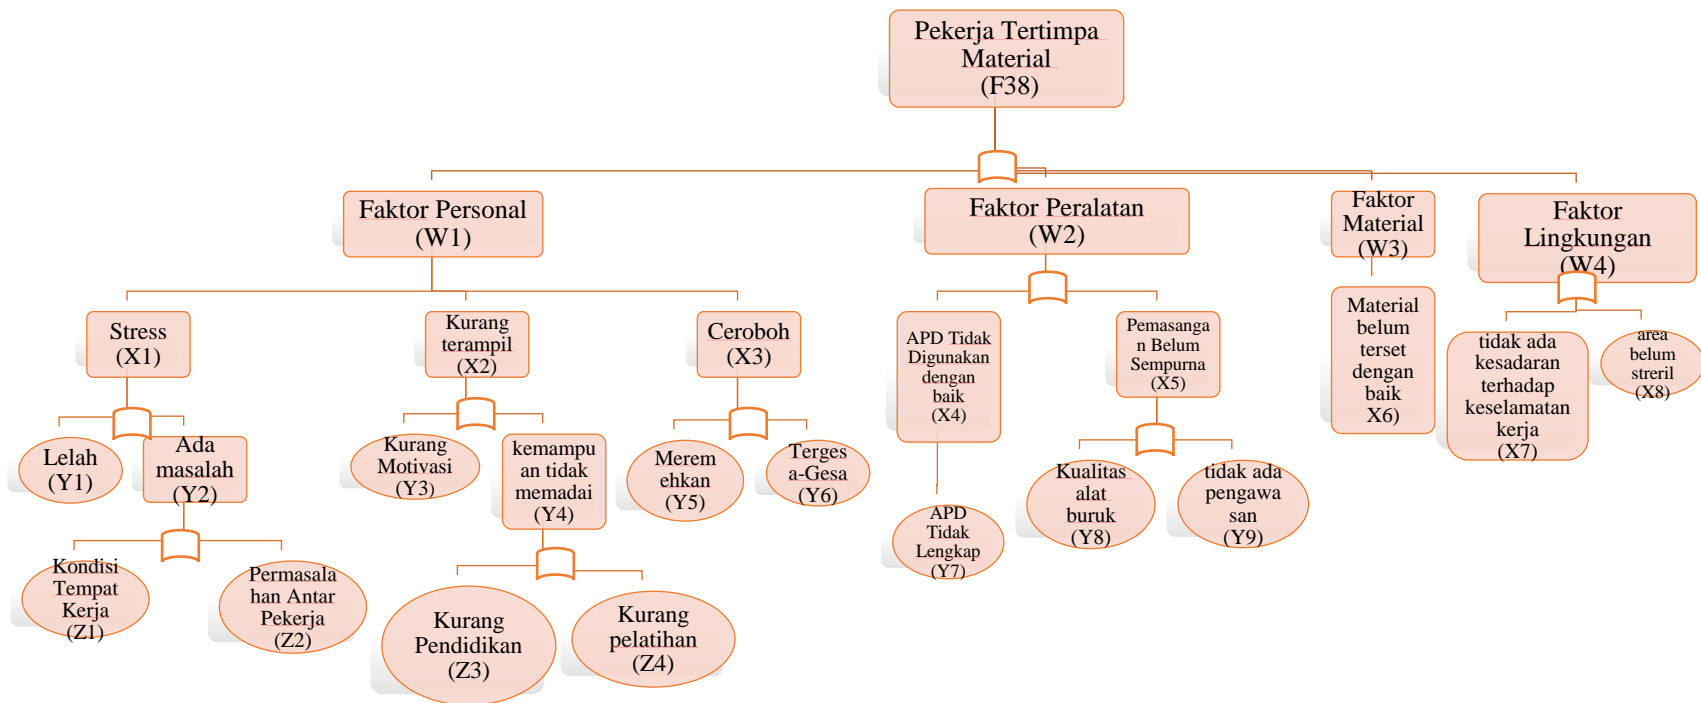 Pekerja Tertimpa
Material
(F38)
Faktor Personal
(W1)
Faktor Peralatan
(W2)
Faktor
Material
(W3)
Faktor
Lingkungan
(W4)
Stress
(X1)
Kurang
terampil
(X2)
Ceroboh
(X3)
APD Tidak
Digunakan
dengan
baik
(X4)
Pemasanga
n Belum
Sempurna
(X5)
Material
belum
terset
dengan
baik
X6)
tidak ada
kesadaran
terhadap
keselamatan
kerja
(X7)
area
belum
streril
(X8)
Lelah
(Y1)
Ada
masalah
(Y2)
Kurang
Motivasi
(Y3)
kemampu
an tidak
memadai
(Y4)
Merem
ehkan
(Y5)
Terges
a-Gesa
(Y6)
APD
Tidak
Lengkap
(Y7)
Kualitas
alat
buruk
(Y8)
tidak ada
pengawa
san
(Y9)
Kondisi
Tempat
Kerja
(Z1)
Permasala
han Antar
Pekerja
(Z2)
Kurang
Pendidikan
(Z3)
Kurang
pelatihan
(Z4)